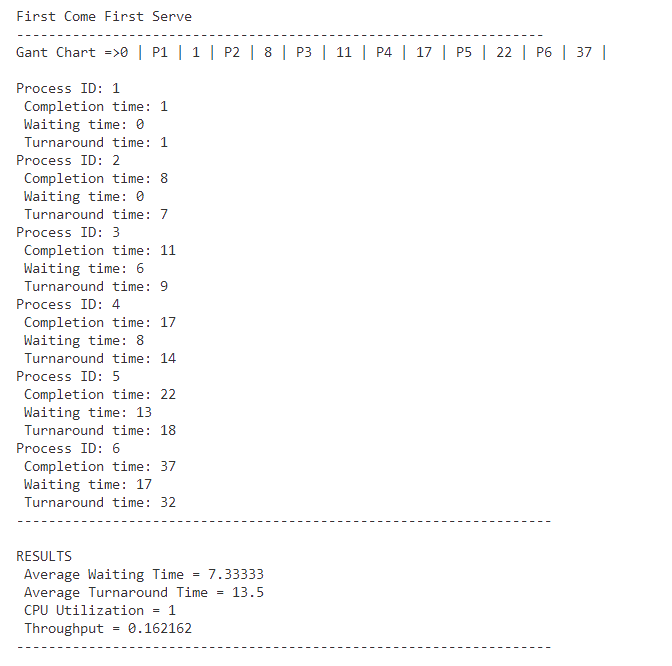 First Come First Serve
------------------------------------------------------------------
Gant Chart =>0 | P1 | 1 | P2 | 8 | P3 | 11 | P4 | 17 | P5 | 22 | P6 | 37 |
Process ID: 1
Completion time: 1
Waiting time: 0
Turnaround time: 1
Process ID: 2
Completion time: 8
Waiting time: 0
Turnaround time: 7
Process ID: 3
Completion time: 11
Waiting time: 6
Turnaround time: 9
Process ID: 4
Completion time: 17
Waiting time: 8
Turnaround time: 14
Process ID: 5
Completion time: 22
Waiting time: 13
Turnaround time: 18
Process ID: 6
Completion time: 37
Waiting time: 17
Turnaround time: 32
-------------------------------------------------------------------
RESULTS
Average Waiting Time = 7.33333
Average Turnaround Time = 13.5
CPU Utilization = 1
Throughput = 0.162162
-------------------------------------------------------------------